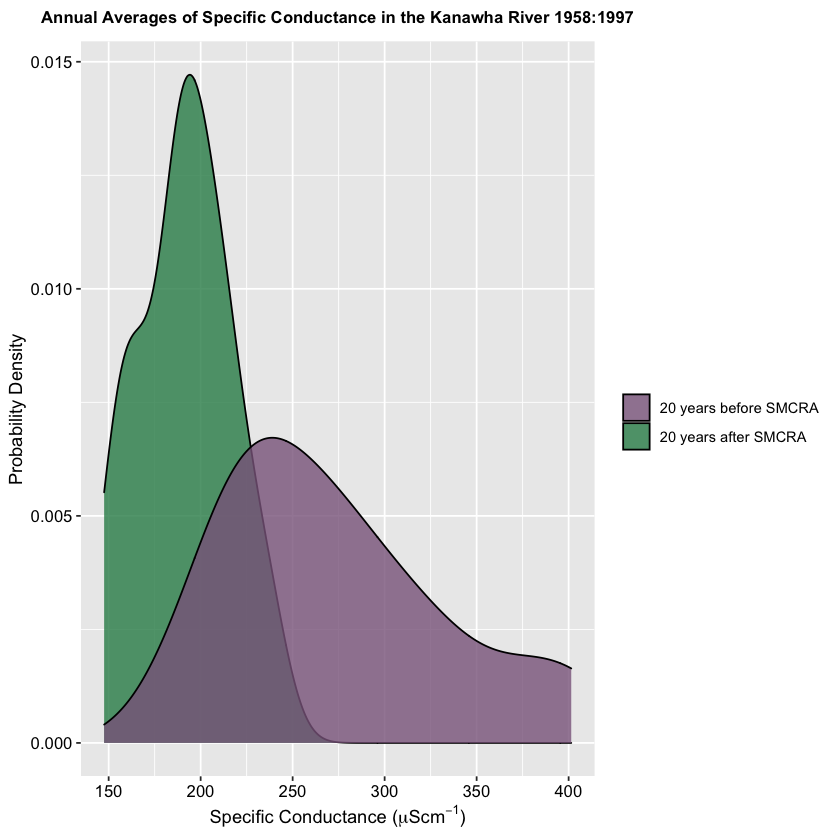 Annual Averages of Specific Conductance in the Kanawha River 1958:1997
0.015
0.010
0.005
0.000
Probability Density
150 200 250 300 350 400
Specific Conductance (μScm⁻¹)
20 years before SMCRA
20 years after SMCRA